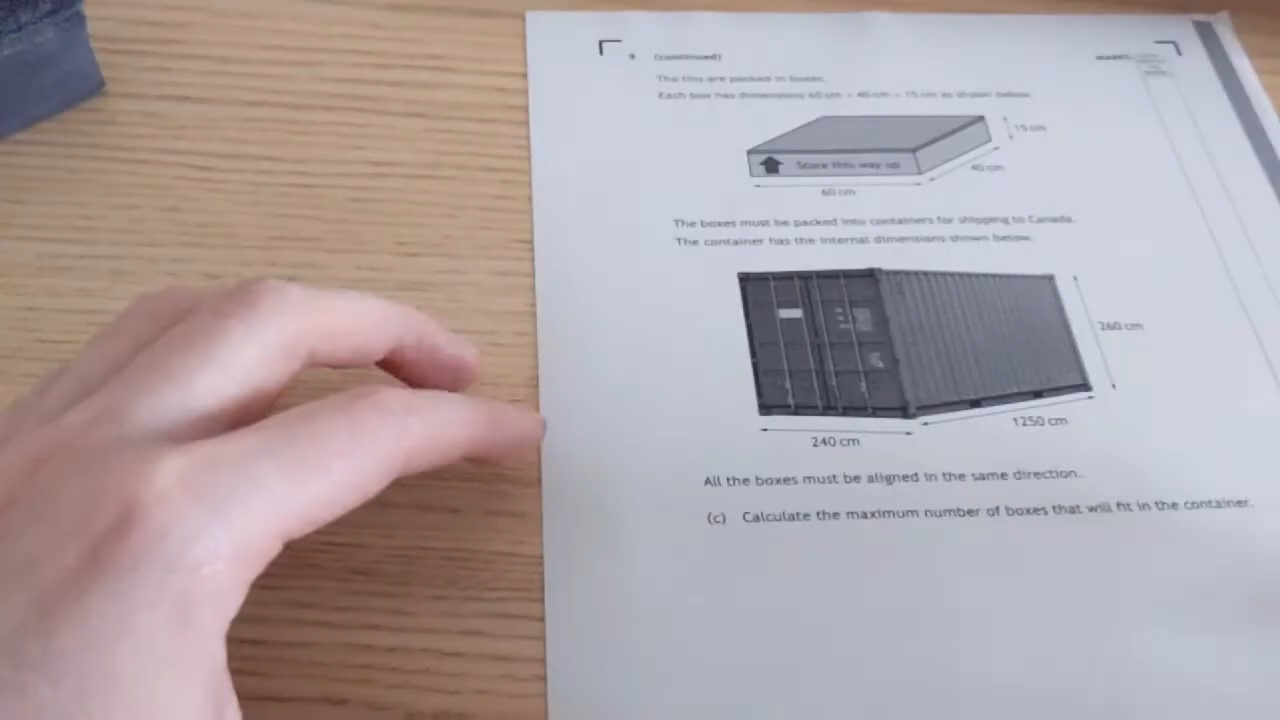 9 (continued)
The tins are packed in boxes.
Each box has dimensions 60 cm × 40 cm × 15 cm as shown below.
15 cm
Store this way up
40 cm
60 cm
The boxes must be packed into containers for shipping to Canada.
The container has the internal dimensions shown below.
260 cm
1250 cm
240 cm
All the boxes must be aligned in the same direction.
(c) Calculate the maximum number of boxes that will fit in the container.